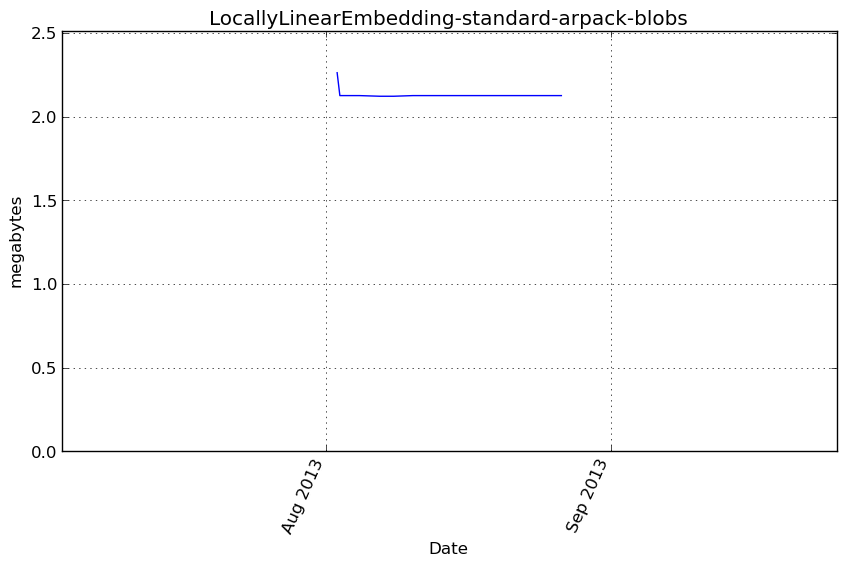 LocallyLinearEmbedding-standard-arpack-blobs
2.5
2.0
1.5
1.0
0.5
0.0
megabytes
Aug 2013
Sep 2013
Date